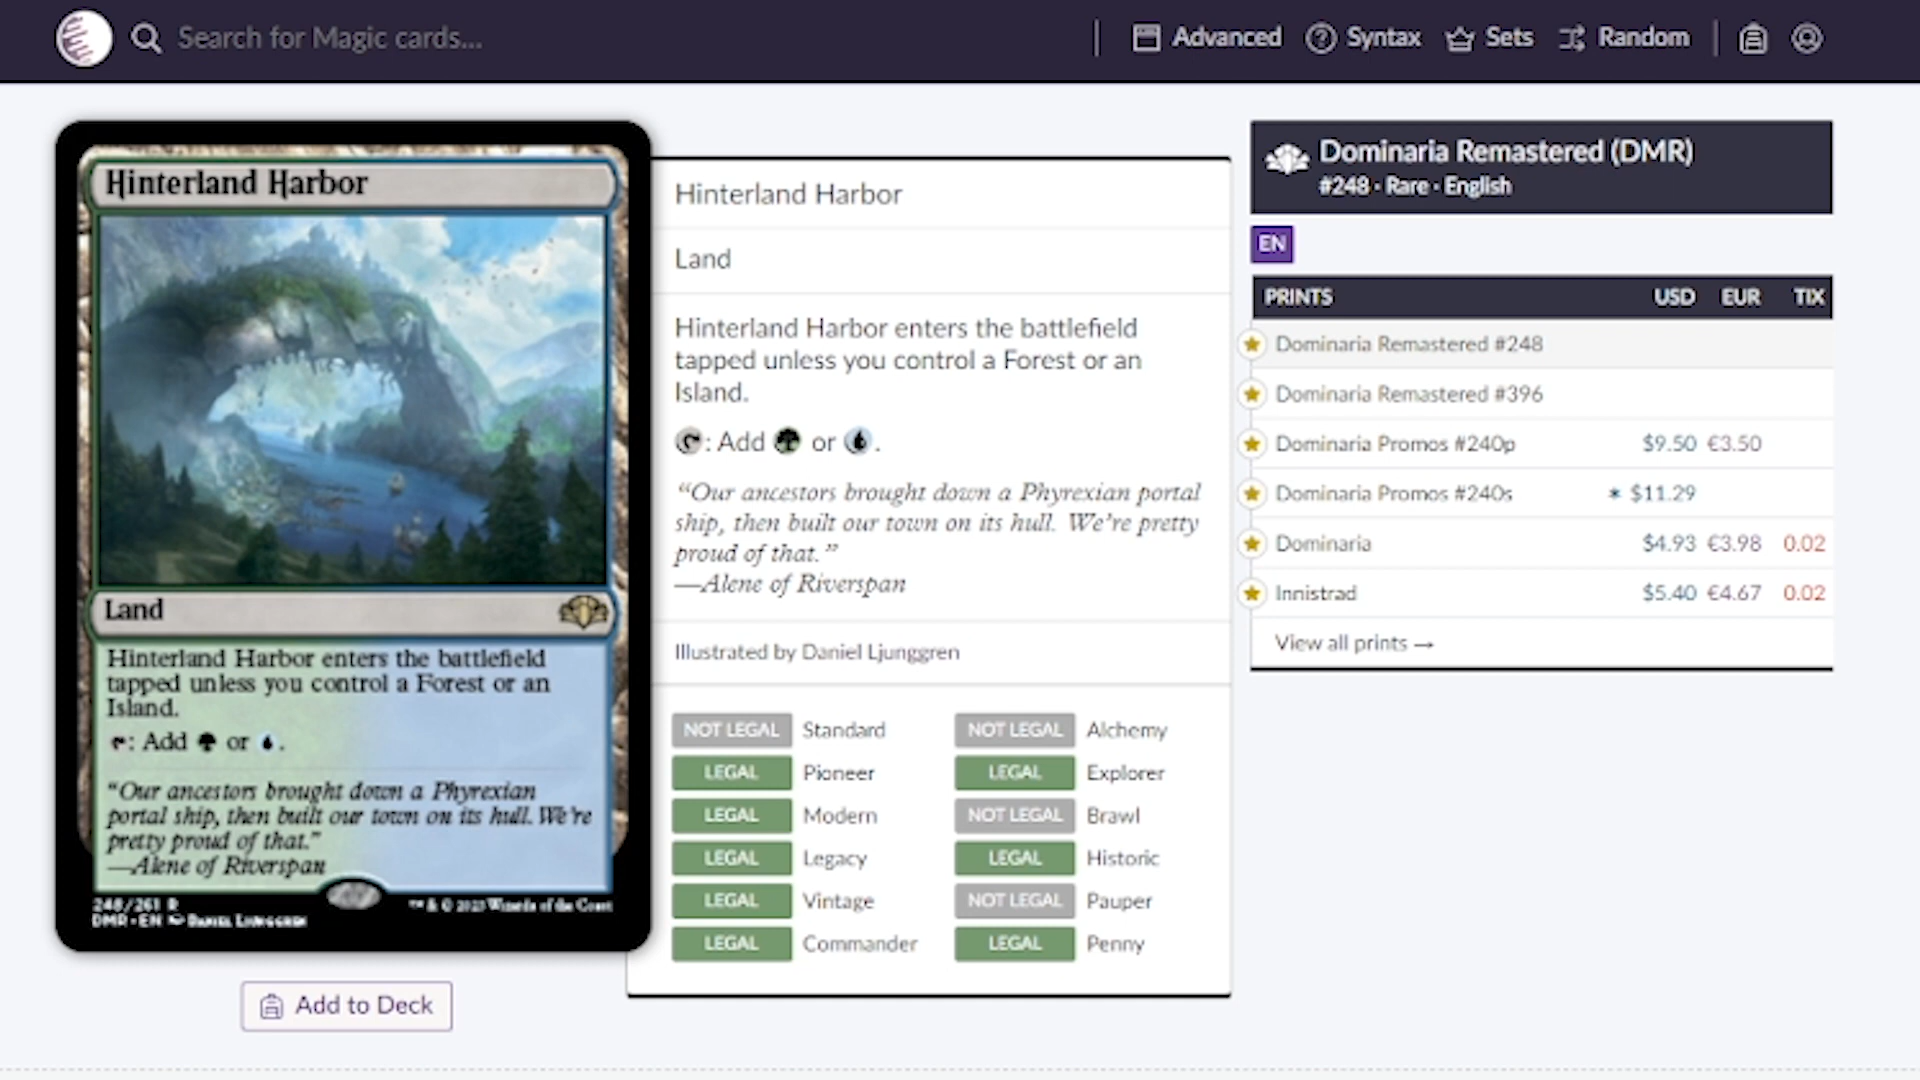 Search for Magic cards...
Advanced
Syntax
Sets
Random
Hinterland Harbor
Land
Hinterland Harbor enters the battlefield
tapped unless you control a Forest or an
Island.
: Add or .
"Our ancestors brought down a Phyrexian
portal ship, then built our town on its hull. We're
pretty proud of that."
—Alene of Riverspan
248/261 R
DMR • EN Daniel Ljunggren
™ & © 2023 Wizards of the Coast
Add to Deck
Hinterland Harbor
Land
Hinterland Harbor enters the battlefield
tapped unless you control a Forest or an
Island.
: Add or .
“Our ancestors brought down a Phyrexian portal
ship, then built our town on its hull. We’re pretty
proud of that.”
—Alene of Riverspan
Illustrated by Daniel Ljunggren
NOT LEGAL Standard NOT LEGAL Alchemy
LEGAL Pioneer LEGAL Explorer
LEGAL Modern NOT LEGAL Brawl
LEGAL Legacy LEGAL Historic
LEGAL Vintage NOT LEGAL Pauper
LEGAL Commander LEGAL Penny
Dominaria Remastered (DMR)
#248 · Rare · English
EN
PRINTS USD EUR TIX
Dominaria Remastered #248
Dominaria Remastered #396
Dominaria Promos #240p $9.50 €3.50
Dominaria Promos #240s * $11.29
Dominaria $4.93 €3.98 0.02
Innistrad $5.40 €4.67 0.02
View all prints →